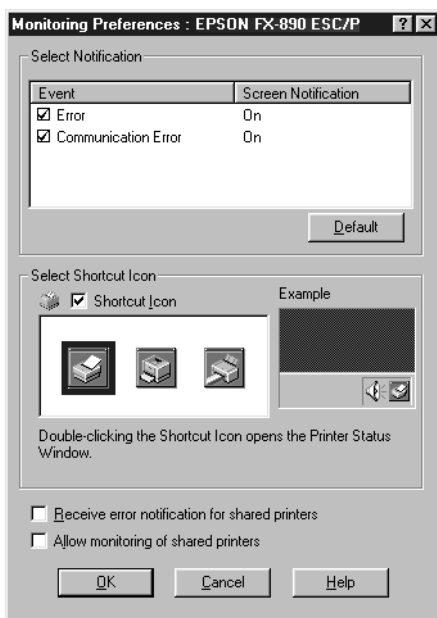 Monitoring Preferences : EPSON FX-890 ESC/P
Select Notification
Event Screen Notification
Error On
Communication Error On
Default
Select Shortcut Icon
Shortcut Icon Example
Double-clicking the Shortcut Icon opens the Printer Status
Window.
Receive error notification for shared printers
Allow monitoring of shared printers
OK Cancel Help